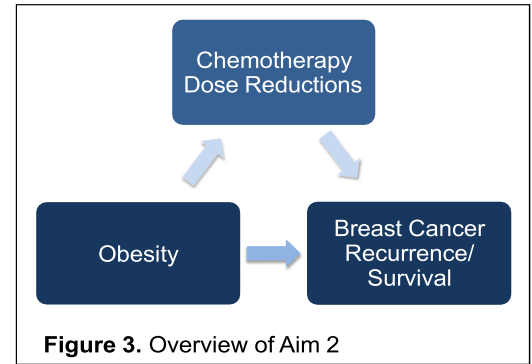 Chemotherapy
Dose Reductions
Obesity
Breast Cancer
Recurrence/
Survival
Figure 3. Overview of Aim 2